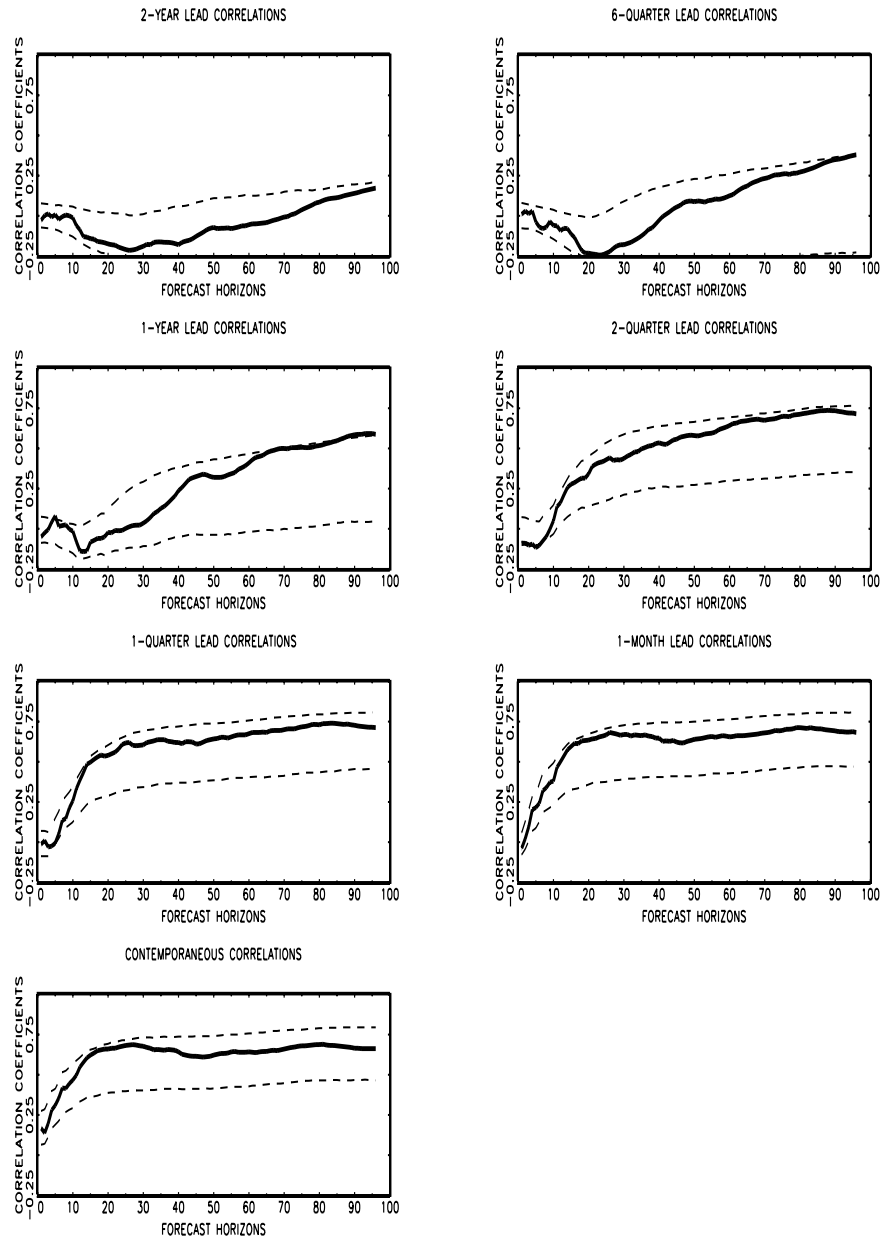 2-YEAR LEAD CORRELATIONS
CORRELATION COEFFICIENTS
-0.25 0.25 0.75
0 10 20 30 40 50 60 70 80 90 100
FORECAST HORIZONS
6-QUARTER LEAD CORRELATIONS
CORRELATION COEFFICIENTS
-0.25 0.25 0.75
0 10 20 30 40 50 60 70 80 90 100
FORECAST HORIZONS
1-YEAR LEAD CORRELATIONS
CORRELATION COEFFICIENTS
-0.25 0.25 0.75
0 10 20 30 40 50 60 70 80 90 100
FORECAST HORIZONS
2-QUARTER LEAD CORRELATIONS
CORRELATION COEFFICIENTS
-0.25 0.25 0.75
0 10 20 30 40 50 60 70 80 90 100
FORECAST HORIZONS
1-QUARTER LEAD CORRELATIONS
CORRELATION COEFFICIENTS
-0.25 0.25 0.75
0 10 20 30 40 50 60 70 80 90 100
FORECAST HORIZONS
1-MONTH LEAD CORRELATIONS
CORRELATION COEFFICIENTS
-0.25 0.25 0.75
0 10 20 30 40 50 60 70 80 90 100
FORECAST HORIZONS
CONTEMPORANEOUS CORRELATIONS
CORRELATION COEFFICIENTS
-0.25 0.25 0.75
0 10 20 30 40 50 60 70 80 90 100
FORECAST HORIZONS